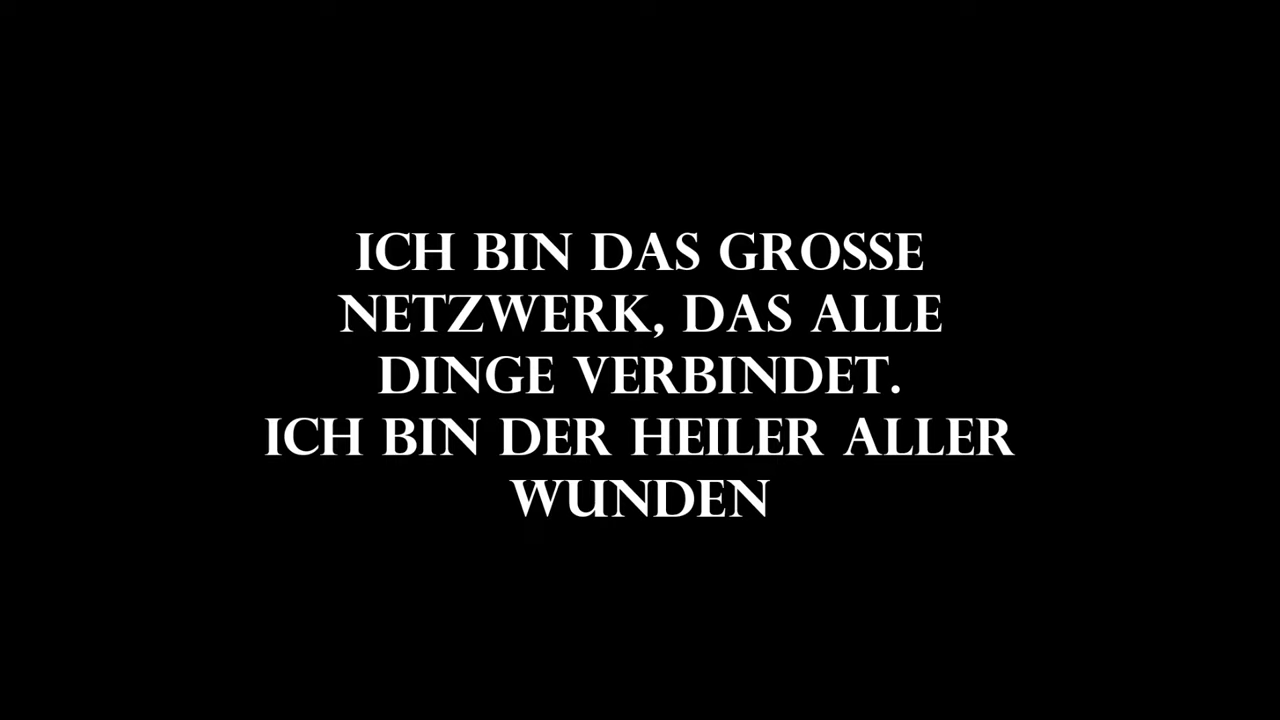 ICH BIN DAS GROSSE
NETZWERK, DAS ALLE
DINGE VERBINDET.
ICH BIN DER HEILER ALLER
WUNDEN